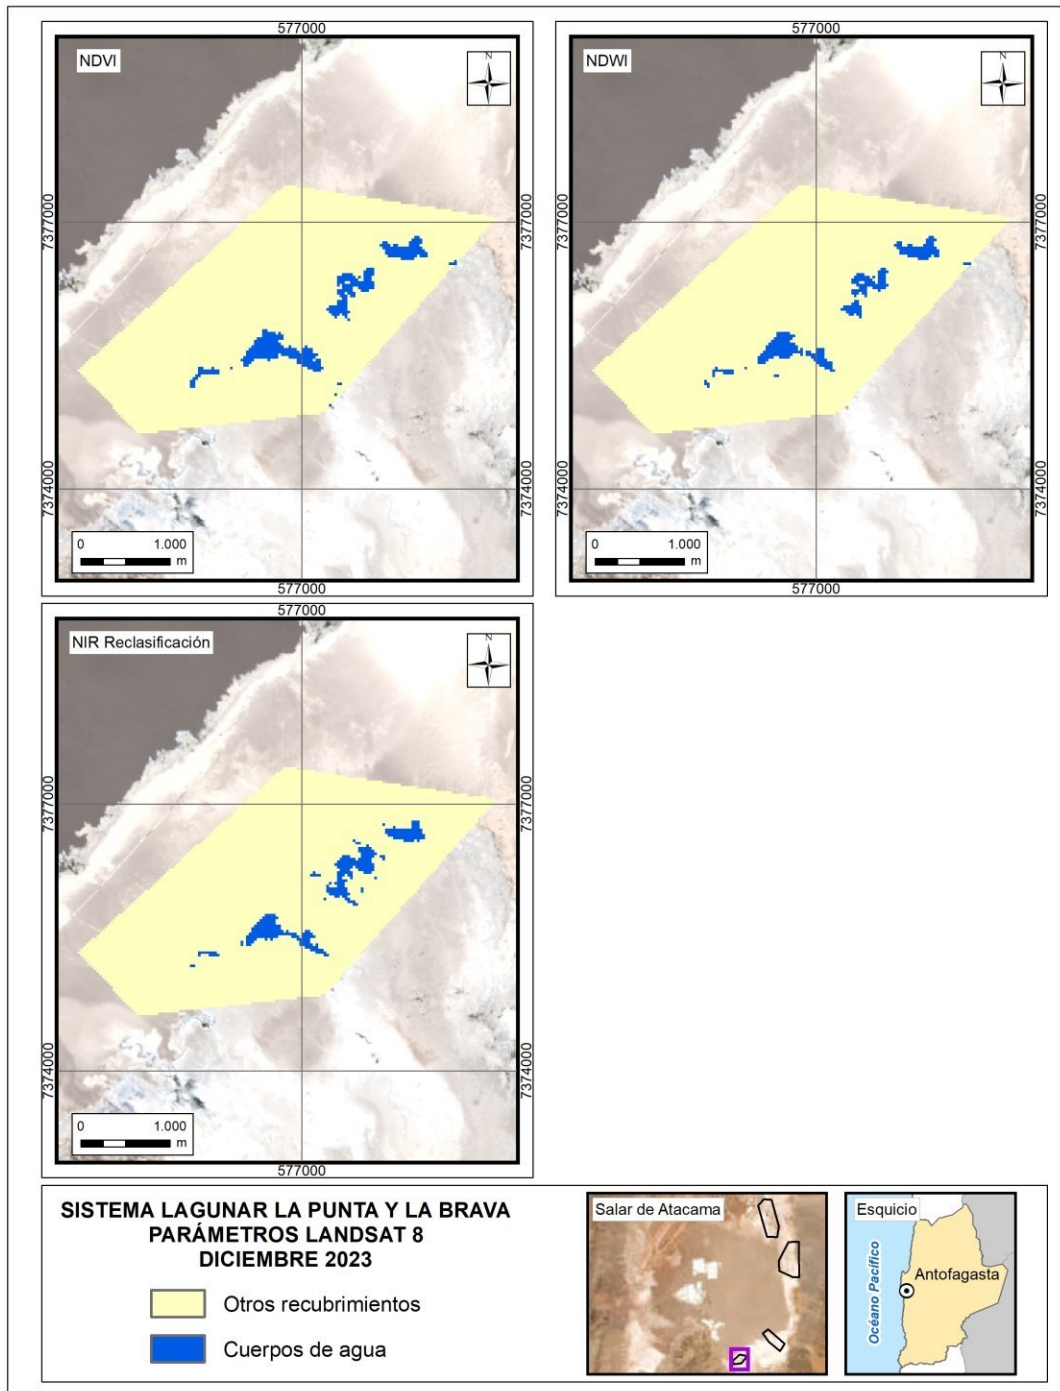 577000
577000
NDVI
N
NDWI
N
7377000
7377000
7377000
7377000
7374000
7374000
7374000
7374000
0 1.000
m
0 1.000
m
577000
577000
577000
NIR Reclasificación
N
7377000
7377000
7374000
7374000
0 1.000
m
577000
SISTEMA LAGUNAR LA PUNTA Y LA BRAVA
PARÁMETROS LANDSAT 8
DICIEMBRE 2023
Otros recubrimientos
Cuerpos de agua
Salar de Atacama
Esquicio
Océano Pacífico
Antofagasta